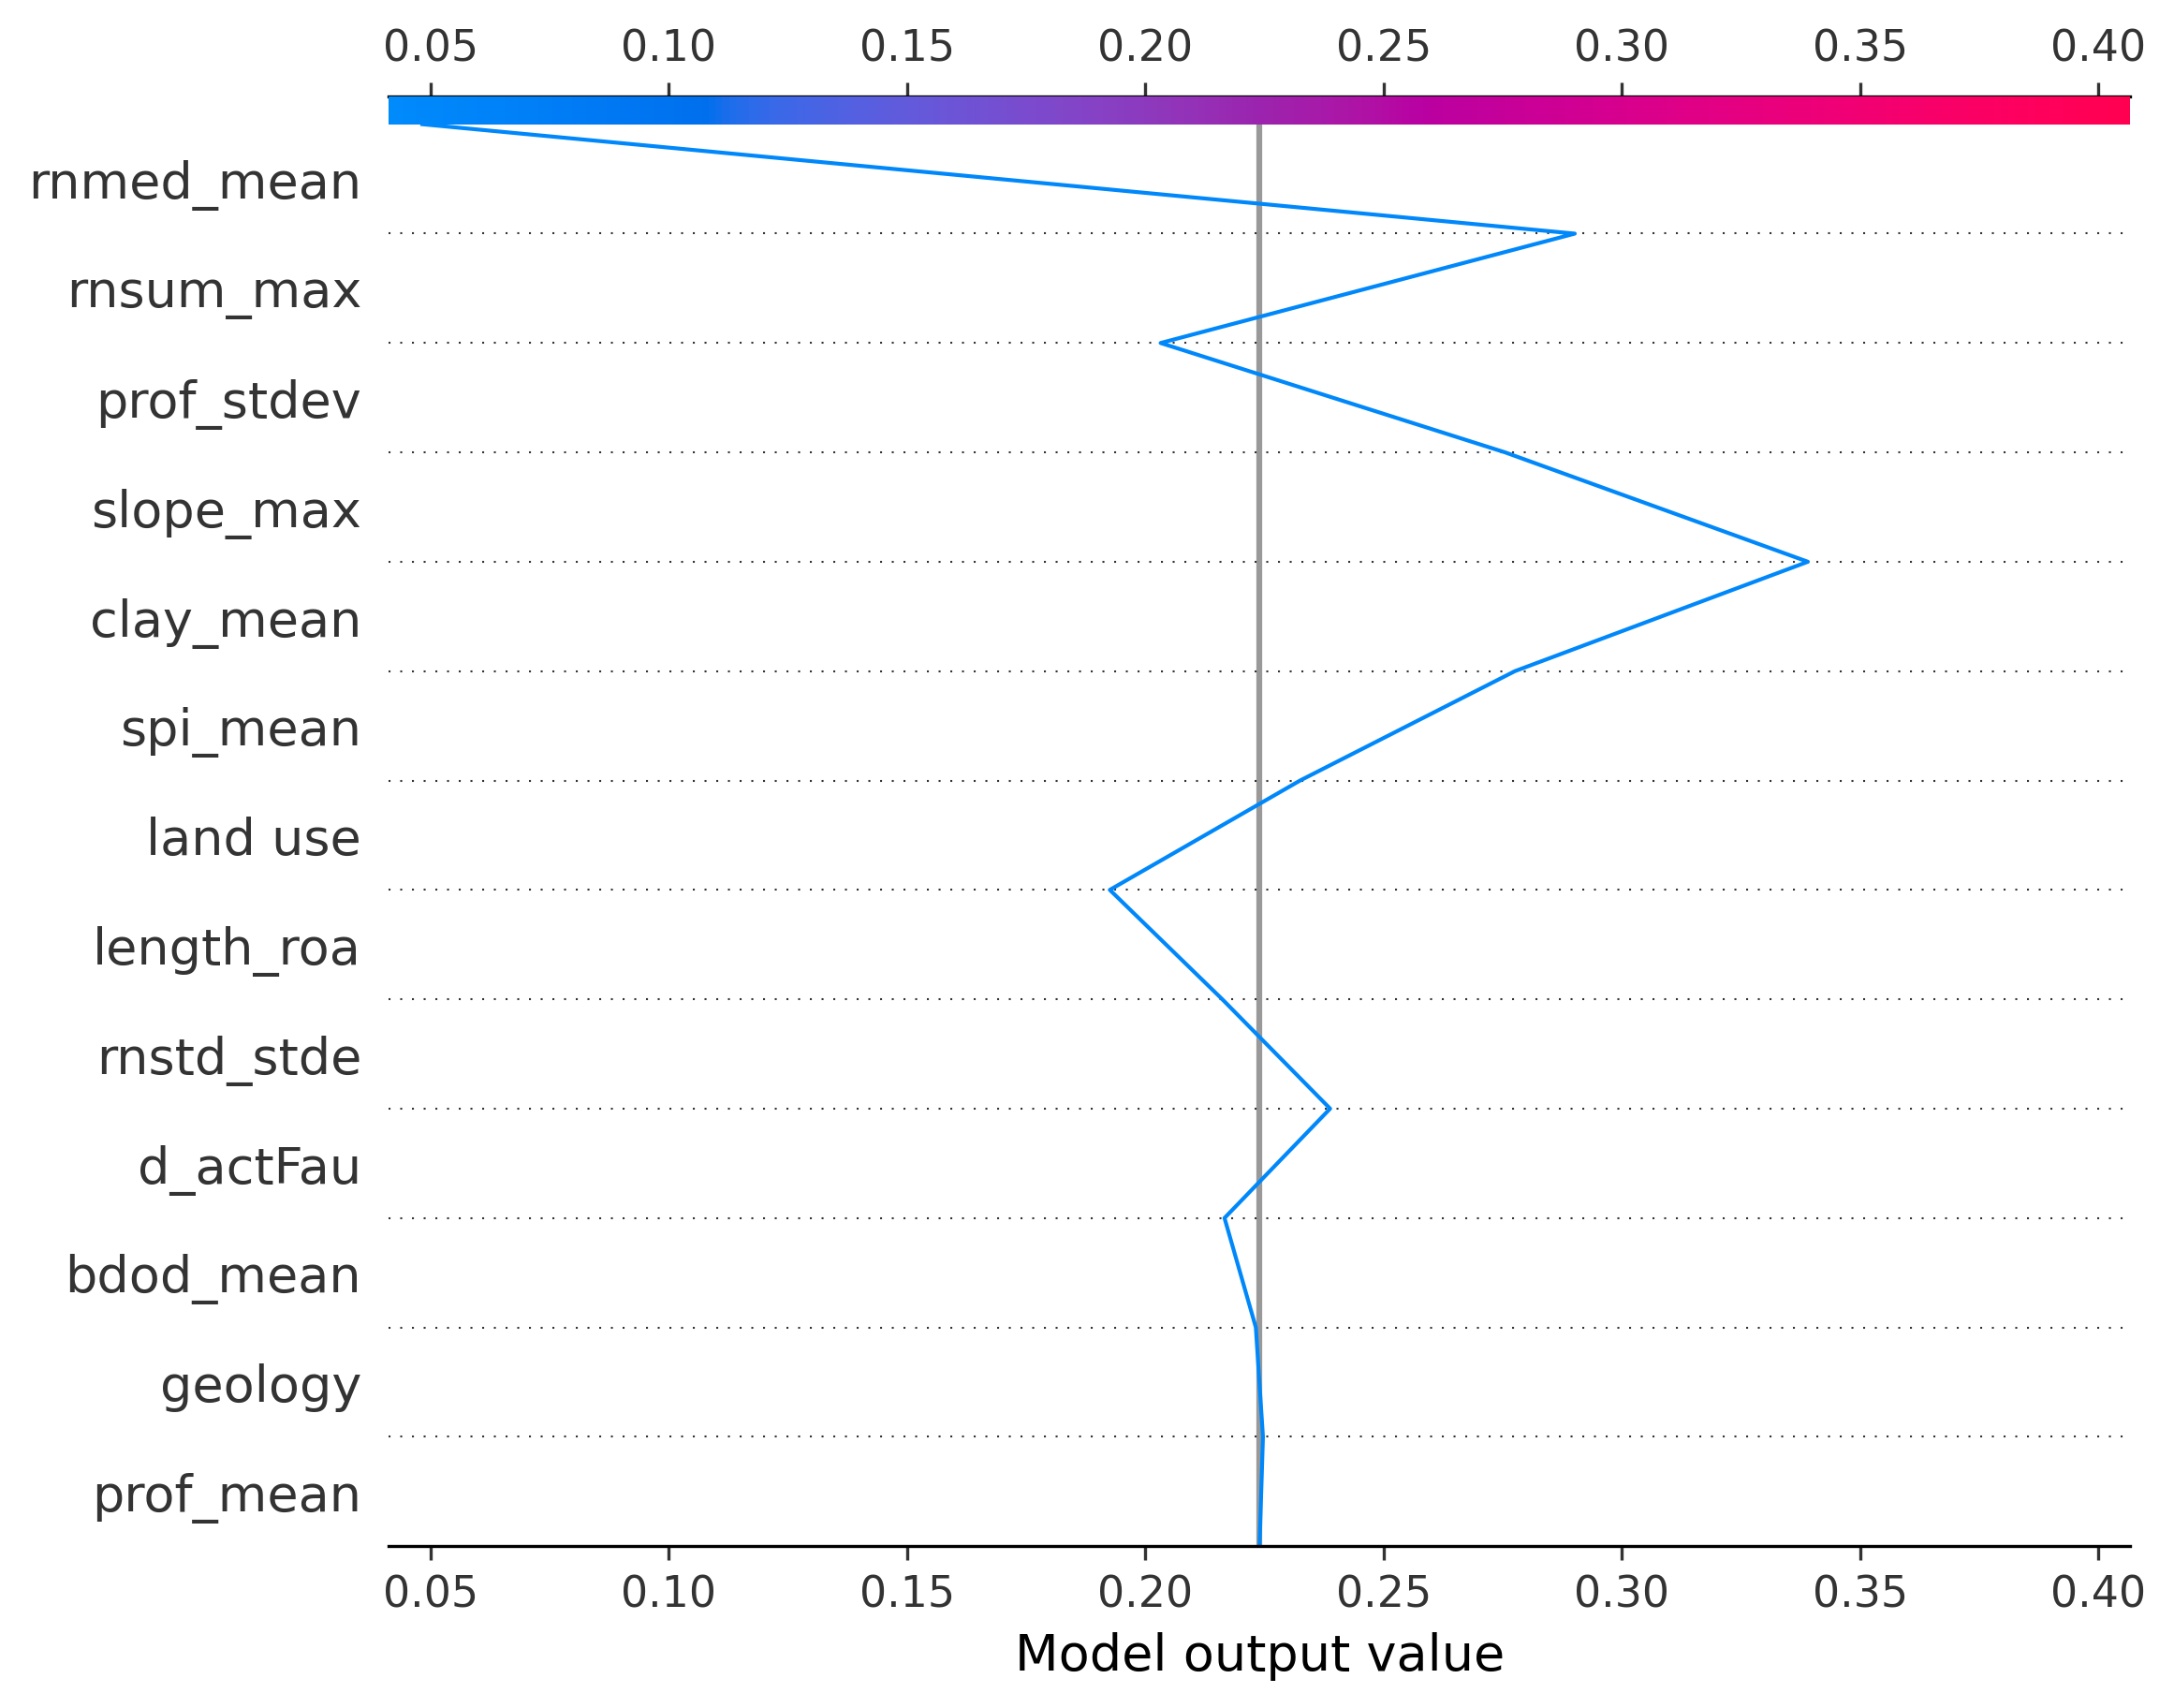 0.05 0.10 0.15 0.20 0.25 0.30 0.35 0.40
rnmed_mean
rnsum_max
prof_stdev
slope_max
clay_mean
spi_mean
land use
length_roa
rnstd_stde
d_actFau
bdod_mean
geology
prof_mean
0.05 0.10 0.15 0.20 0.25 0.30 0.35 0.40
Model output value